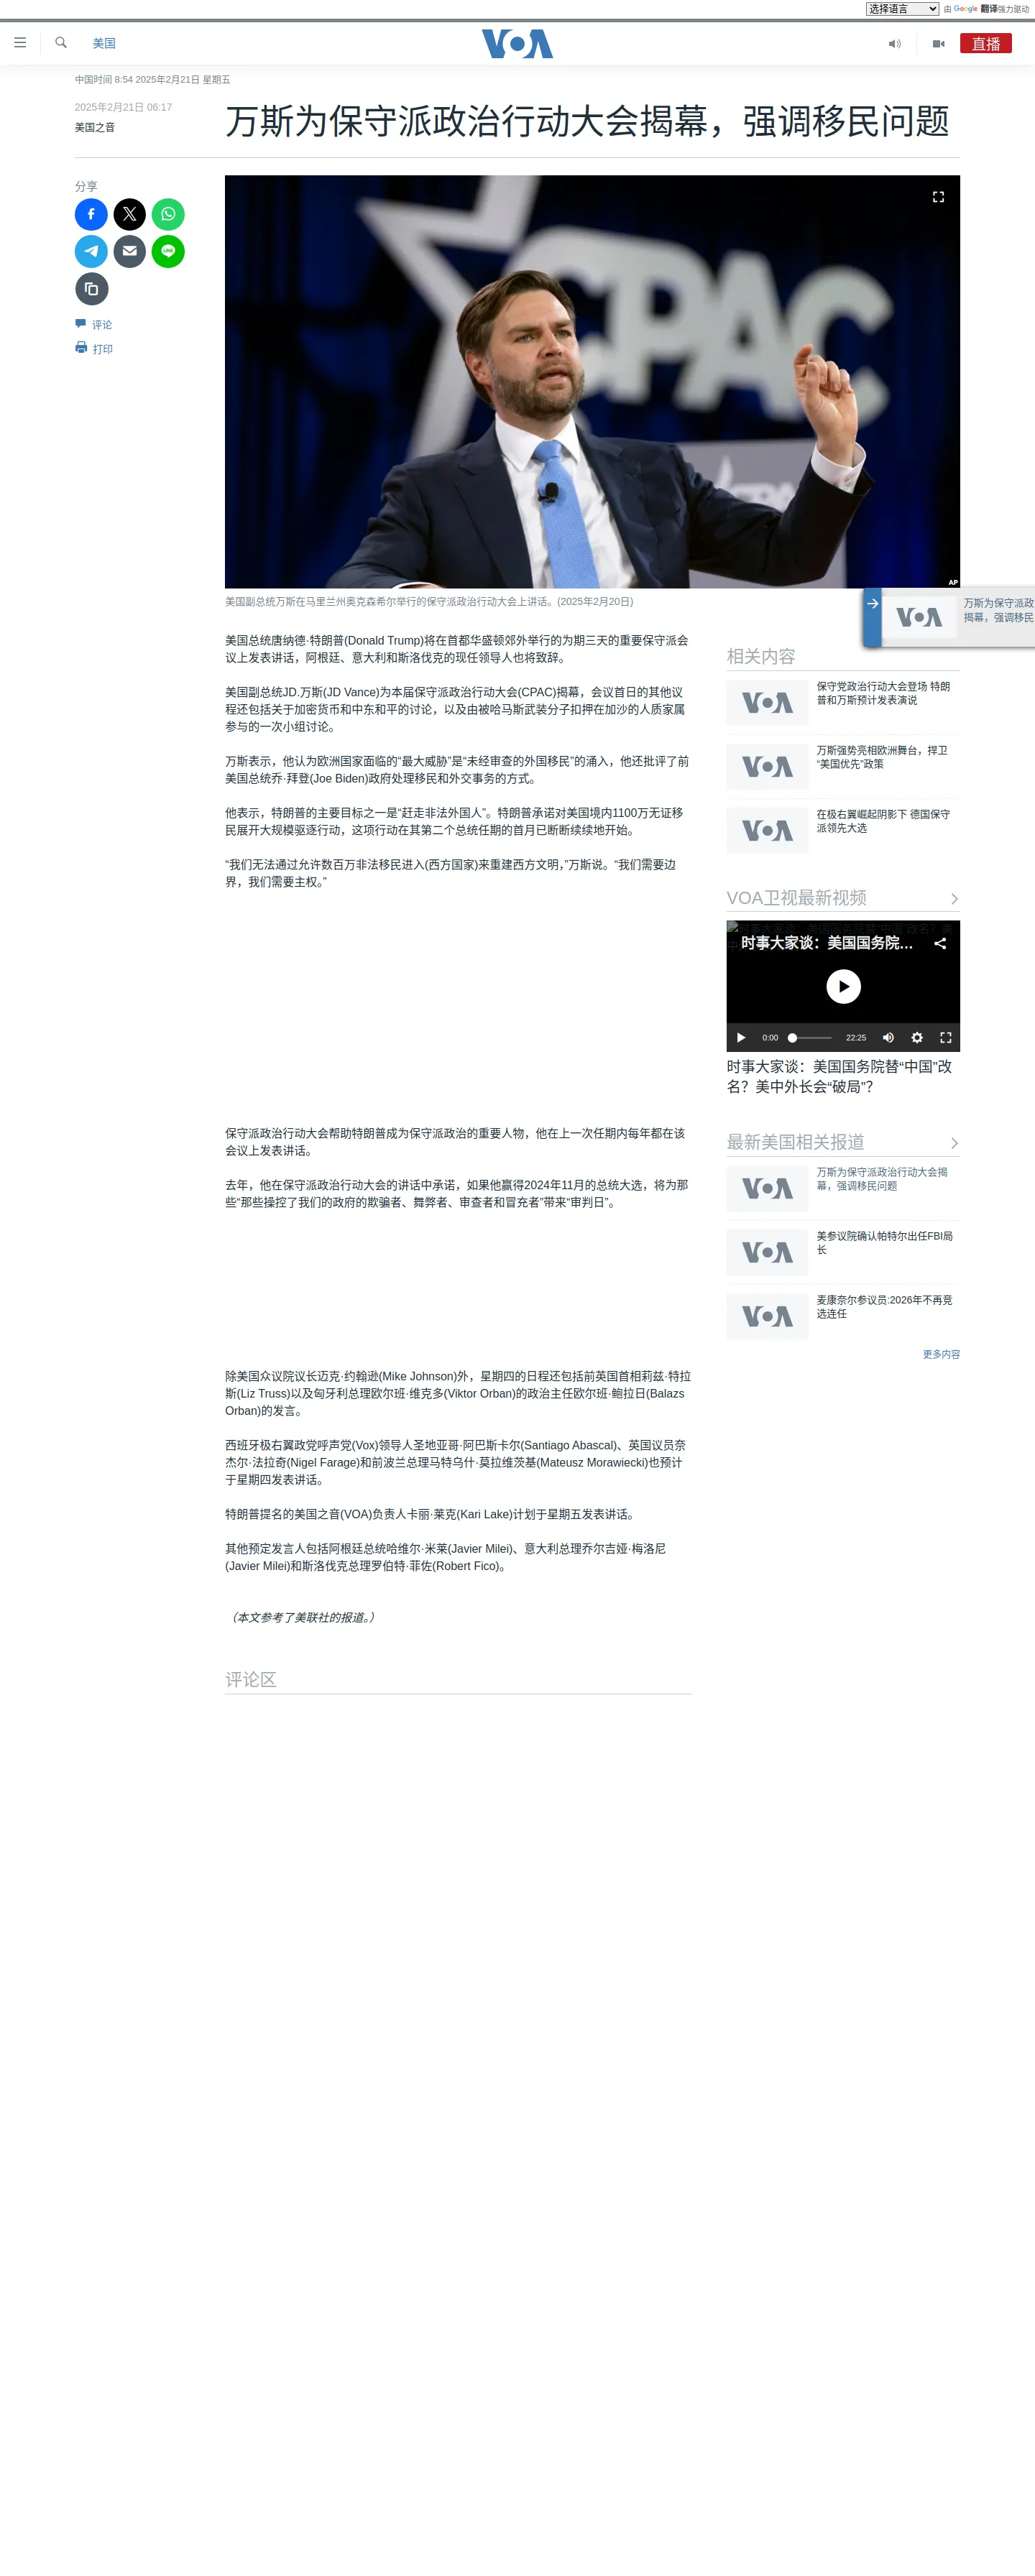 选择语言
由 Google 翻译强力驱动
美国
VOA
直播
中国时间 8:54 2025年2月21日 星期五
2025年2月21日 06:17
美国之音
万斯为保守派政治行动大会揭幕，强调移民问题
分享
LINE
评论
打印
CPAC
AP
美国副总统万斯在马里兰州奥克森希尔举行的保守派政治行动大会上讲话。(2025年2月20日)
VOA
万斯为保守派政
揭幕，强调移民
美国总统唐纳德·特朗普(Donald Trump)将在首都华盛顿郊外举行的为期三天的重要保守派会
议上发表讲话，阿根廷、意大利和斯洛伐克的现任领导人也将致辞。
美国副总统JD.万斯(JD Vance)为本届保守派政治行动大会(CPAC)揭幕，会议首日的其他议
程还包括关于加密货币和中东和平的讨论，以及由被哈马斯武装分子扣押在加沙的人质家属
参与的一次小组讨论。
万斯表示，他认为欧洲国家面临的“最大威胁”是“未经审查的外国移民”的涌入，他还批评了前
美国总统乔·拜登(Joe Biden)政府处理移民和外交事务的方式。
他表示，特朗普的主要目标之一是“赶走非法外国人”。特朗普承诺对美国境内1100万无证移
民展开大规模驱逐行动，这项行动在其第二个总统任期的首月已断断续续地开始。
“我们无法通过允许数百万非法移民进入(西方国家)来重建西方文明，”万斯说。“我们需要边
界，我们需要主权。”
保守派政治行动大会帮助特朗普成为保守派政治的重要人物，他在上一次任期内每年都在该
会议上发表讲话。
去年，他在保守派政治行动大会的讲话中承诺，如果他赢得2024年11月的总统大选，将为那
些“那些操控了我们的政府的欺骗者、舞弊者、审查者和冒充者”带来“审判日”。
除美国众议院议长迈克·约翰逊(Mike Johnson)外，星期四的日程还包括前英国首相莉兹·特拉
斯(Liz Truss)以及匈牙利总理欧尔班·维克多(Viktor Orban)的政治主任欧尔班·鲍拉日(Balazs
Orban)的发言。
西班牙极右翼政党呼声党(Vox)领导人圣地亚哥·阿巴斯卡尔(Santiago Abascal)、英国议员奈
杰尔·法拉奇(Nigel Farage)和前波兰总理马特乌什·莫拉维茨基(Mateusz Morawiecki)也预计
于星期四发表讲话。
特朗普提名的美国之音(VOA)负责人卡丽·莱克(Kari Lake)计划于星期五发表讲话。
其他预定发言人包括阿根廷总统哈维尔·米莱(Javier Milei)、意大利总理乔尔吉娅·梅洛尼
(Javier Milei)和斯洛伐克总理罗伯特·菲佐(Robert Fico)。
（本文参考了美联社的报道。）
评论区
相关内容
VOA
保守党政治行动大会登场 特朗
普和万斯预计发表演说
VOA
万斯强势亮相欧洲舞台，捍卫
“美国优先”政策
VOA
在极右翼崛起阴影下 德国保守
派领先大选
VOA卫视最新视频
时事大家谈：美国国务院...
0:00
22:25
时事大家谈：美国国务院替“中国”改
名？美中外长会“破局”？
最新美国相关报道
VOA
万斯为保守派政治行动大会揭
幕，强调移民问题
VOA
美参议院确认帕特尔出任FBI局
长
VOA
麦康奈尔参议员:2026年不再竞
选连任
更多内容